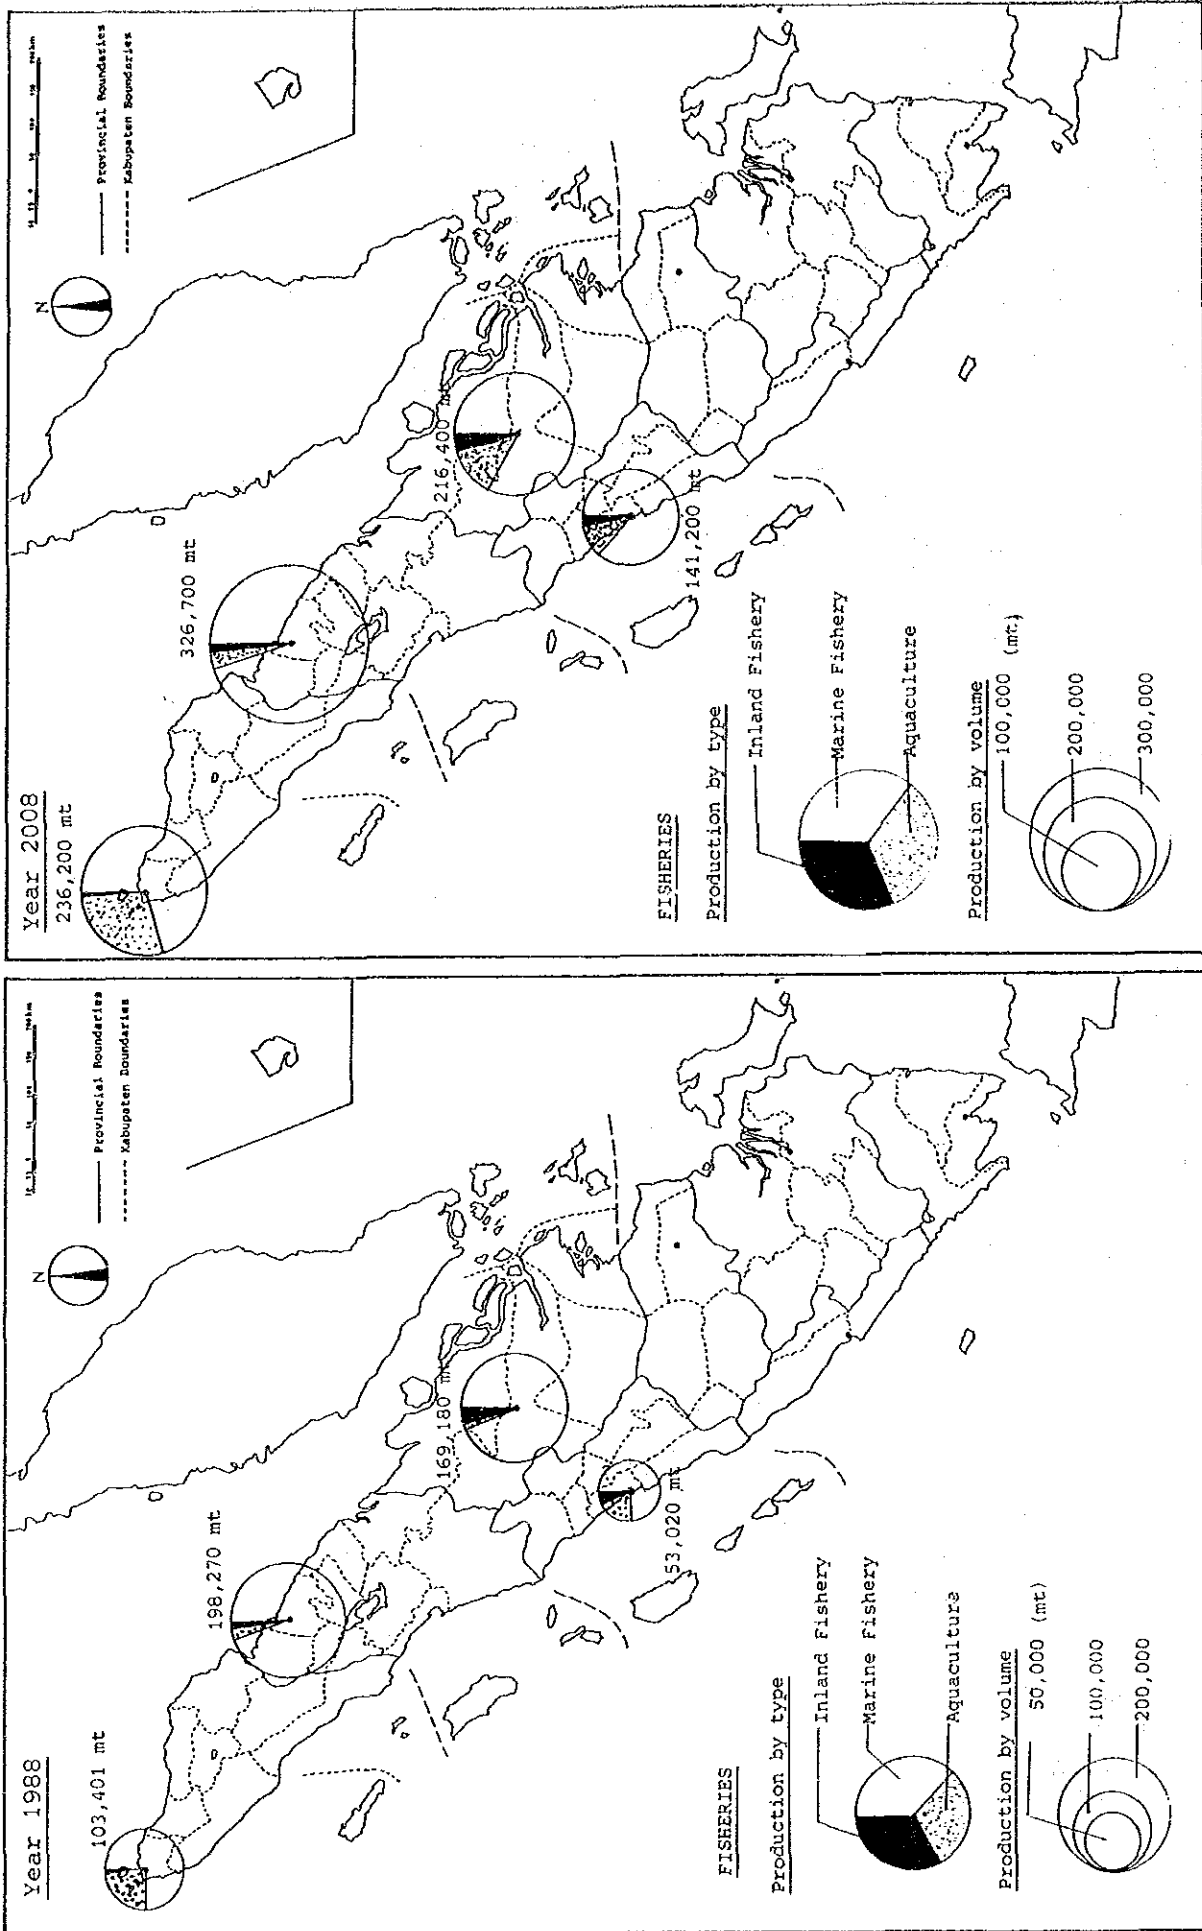 Year 1988
103,401 mt
198,270 mt
169,180 mt
53,020 mt
N
Provincial Boundaries
Kabupaten Boundaries
FISHERIES
Production by type
Inland Fishery
Marine Fishery
Aquaculture
Production by volume
50,000 (mt)
100,000
200,000
Year 2008
236,200 mt
326,700 mt
216,400 mt
141,200 mt
N
Provincial Boundaries
Kabupaten Boundaries
FISHERIES
Production by type
Inland Fishery
Marine Fishery
Aquaculture
Production by volume
100,000 (mt)
200,000
300,000